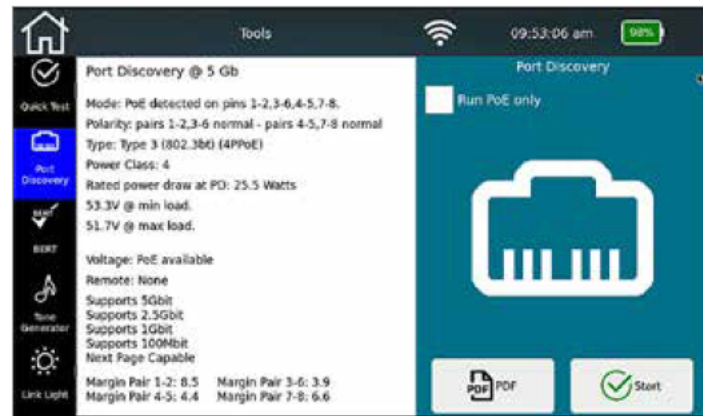 Tools
09:53:06 am
98%
Quick Test
Port
Discovery
BERT
BERT
Tone
Generator
Link Light
Port Discovery @ 5 Gb
Mode: PoE detected on pins 1-2,3-6,4-5,7-8.
Polarity: pairs 1-2,3-6 normal - pairs 4-5,7-8 normal
Type: Type 3 (802.3bt) (4PPoE)
Power Class: 4
Rated power draw at PD: 25.5 Watts
53.3V @ min load.
51.7V @ max load.
Voltage: PoE available
Remote: None
Supports 5Gbit
Supports 2.5Gbit
Supports 1Gbit
Supports 100Mbit
Next Page Capable
Margin Pair 1-2: 8.5 Margin Pair 3-6: 3.9
Margin Pair 4-5: 4.4 Margin Pair 7-8: 6.6
Port Discovery
Run PoE only
PDF PDF
Start